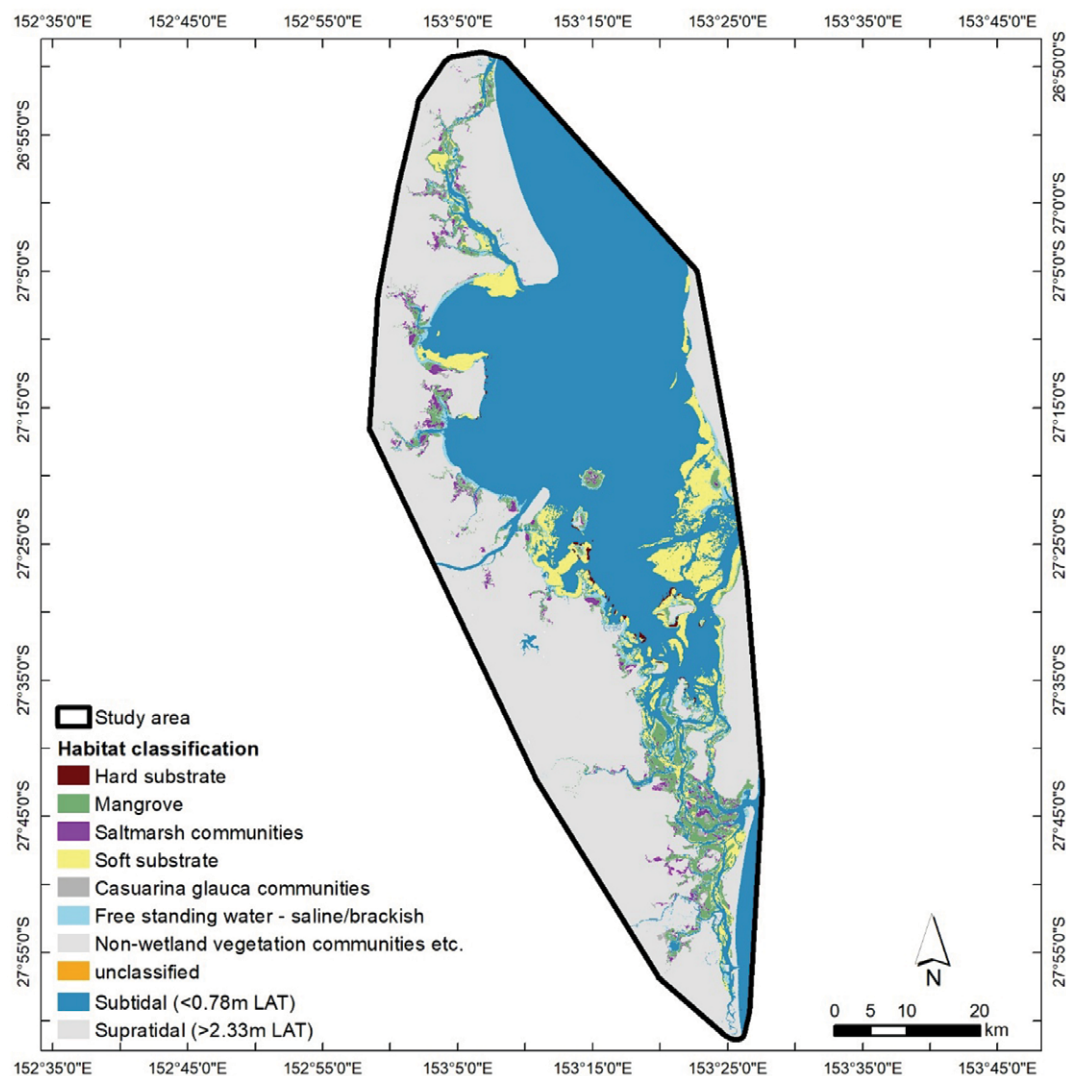 152°35'0"E 152°45'0"E 152°55'0"E 153°5'0"E 153°15'0"E 153°25'0"E 153°35'0"E 153°45'0"E
26°55'0"S
27°5'0"S
27°15'0"S
27°25'0"S
27°35'0"S
27°45'0"S
27°55'0"S
26°50'0"S
26°55'0"S
27°0'0"S
27°5'0"S
27°15'0"S
27°25'0"S
27°35'0"S
27°45'0"S
27°55'0"S
Study area
Habitat classification
Hard substrate
Mangrove
Saltmarsh communities
Soft substrate
Casuarina glauca communities
Free standing water - saline/brackish
Non-wetland vegetation communities etc.
unclassified
Subtidal (<0.78m LAT)
Supratidal (>2.33m LAT)
N
0 5 10 20
km
152°35'0"E 152°45'0"E 152°55'0"E 153°5'0"E 153°15'0"E 153°25'0"E 153°35'0"E 153°45'0"E